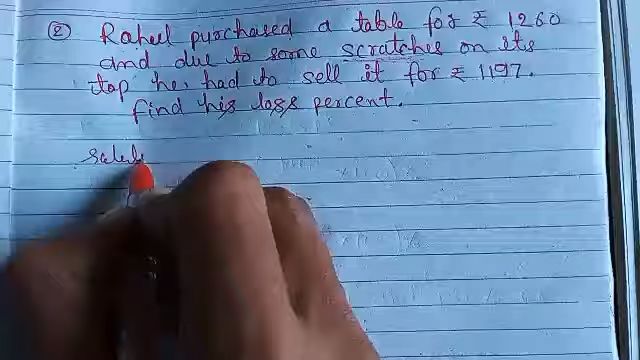 ② Raheel purchased a table for ₹ 1260
and due to some scratches on its
top he had to sell it for ₹ 1197.
find his loss percent.